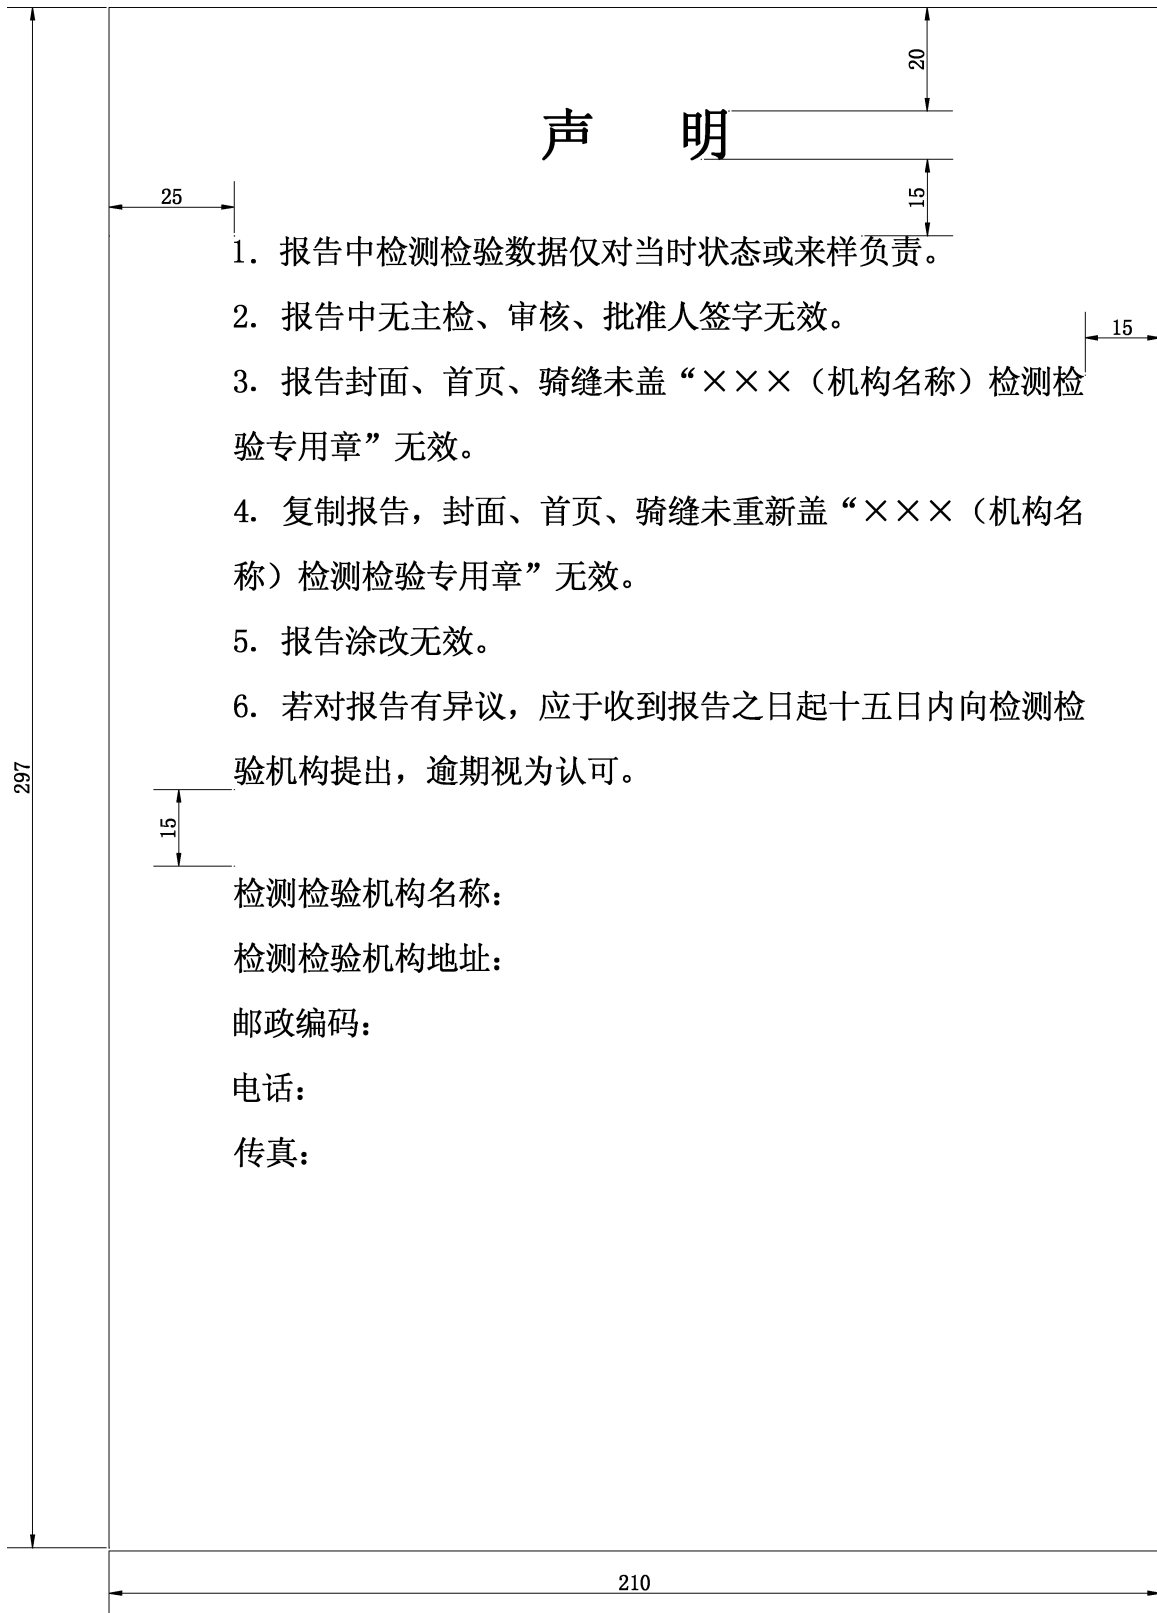 20
声 明
25
15
1. 报告中检测检验数据仅对当时状态或来样负责。
2. 报告中无主检、审核、批准人签字无效。
15
3. 报告封面、首页、骑缝未盖“×××（机构名称）检测检
验专用章”无效。
4. 复制报告，封面、首页、骑缝未重新盖“×××（机构名
称）检测检验专用章”无效。
5. 报告涂改无效。
6. 若对报告有异议，应于收到报告之日起十五日内向检测检
验机构提出，逾期视为认可。
297
15
检测检验机构名称：
检测检验机构地址：
邮政编码：
电话：
传真：
210